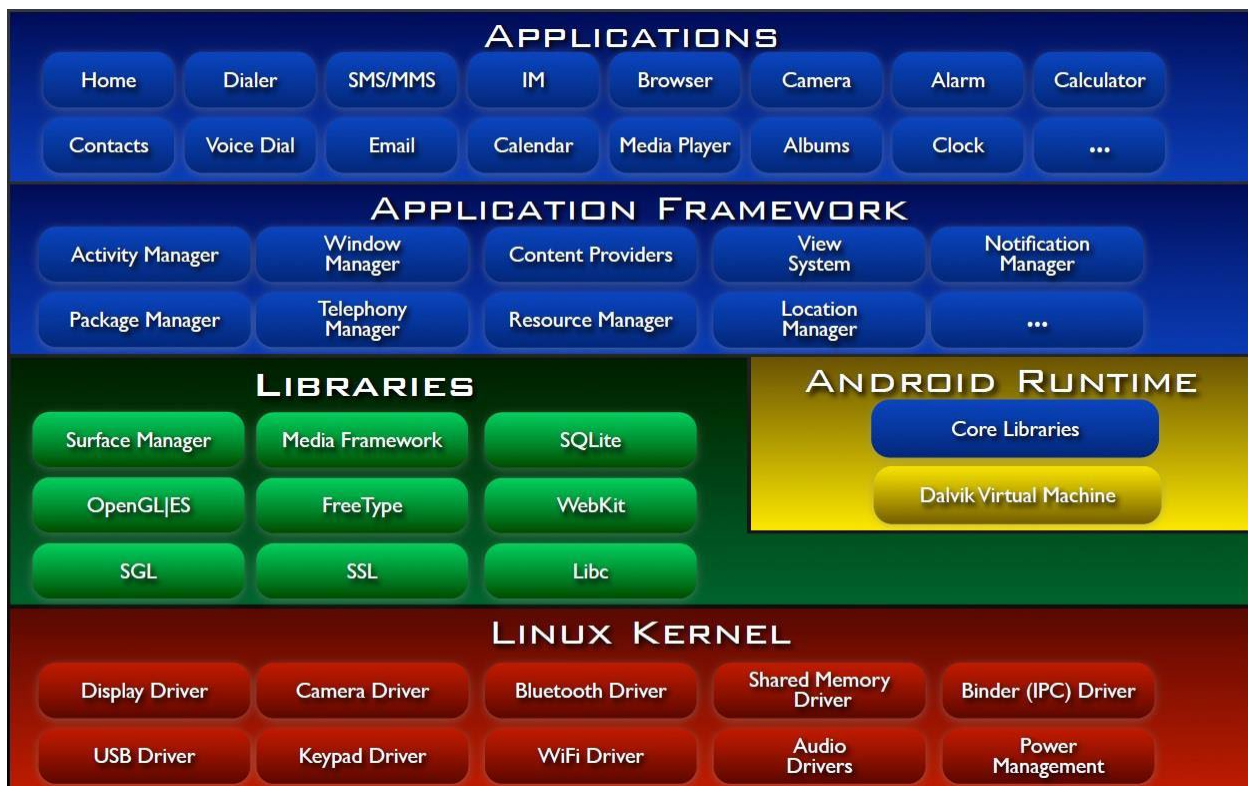 APPLICATIONS
Home
Dialer
SMS/MMS
IM
Browser
Camera
Alarm
Calculator
Contacts
Voice Dial
Email
Calendar
Media Player
Albums
Clock
...
APPLICATION FRAMEWORK
Activity Manager
Window
Manager
Content Providers
View
System
Notification
Manager
Package Manager
Telephony
Manager
Resource Manager
Location
Manager
...
LIBRARIES
Surface Manager
Media Framework
SQLite
OpenGL|ES
FreeType
WebKit
SGL
SSL
Libc
ANDROID RUNTIME
Core Libraries
Dalvik Virtual Machine
LINUX KERNEL
Display Driver
Camera Driver
Bluetooth Driver
Shared Memory
Driver
Binder (IPC) Driver
USB Driver
Keypad Driver
WiFi Driver
Audio
Drivers
Power
Management